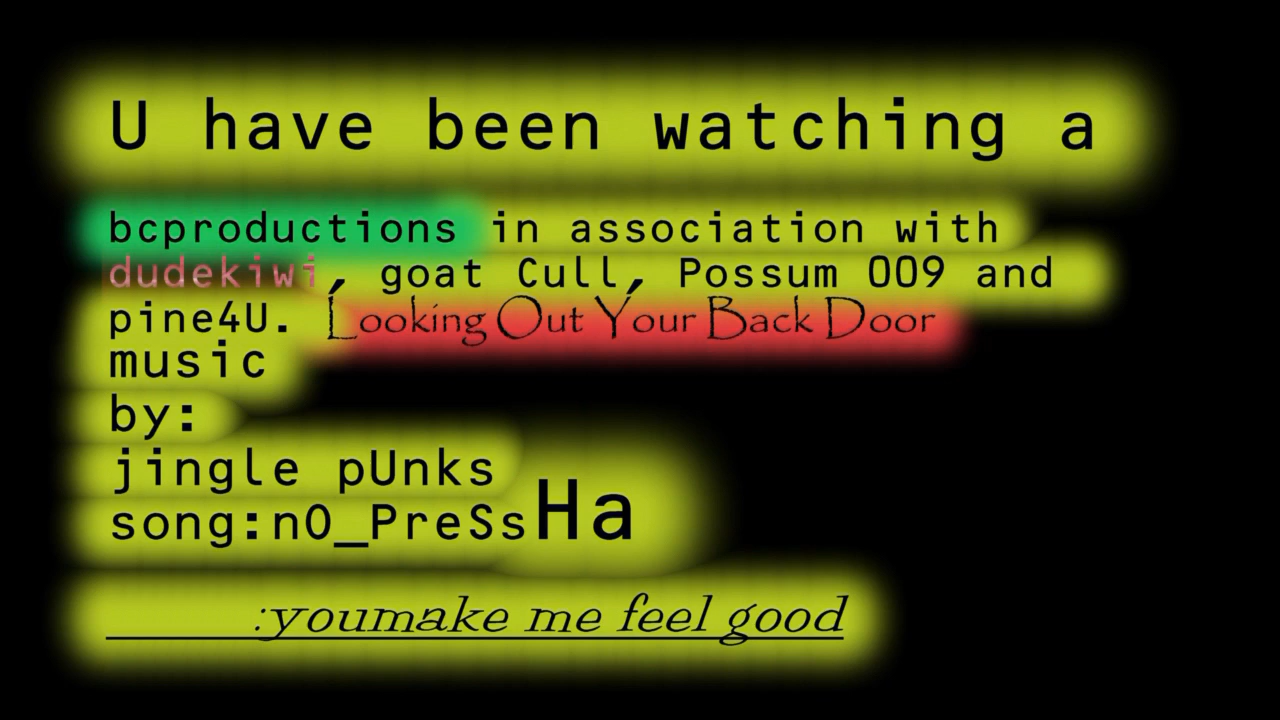 U have been watching a
bcproductions in association with
dudekiwi, goat Cull, Possum 009 and
pine4U. Looking Out Your Back Door
music
by:
jingle pUnks
song:nO_PreSsHa
:youmake me feel good